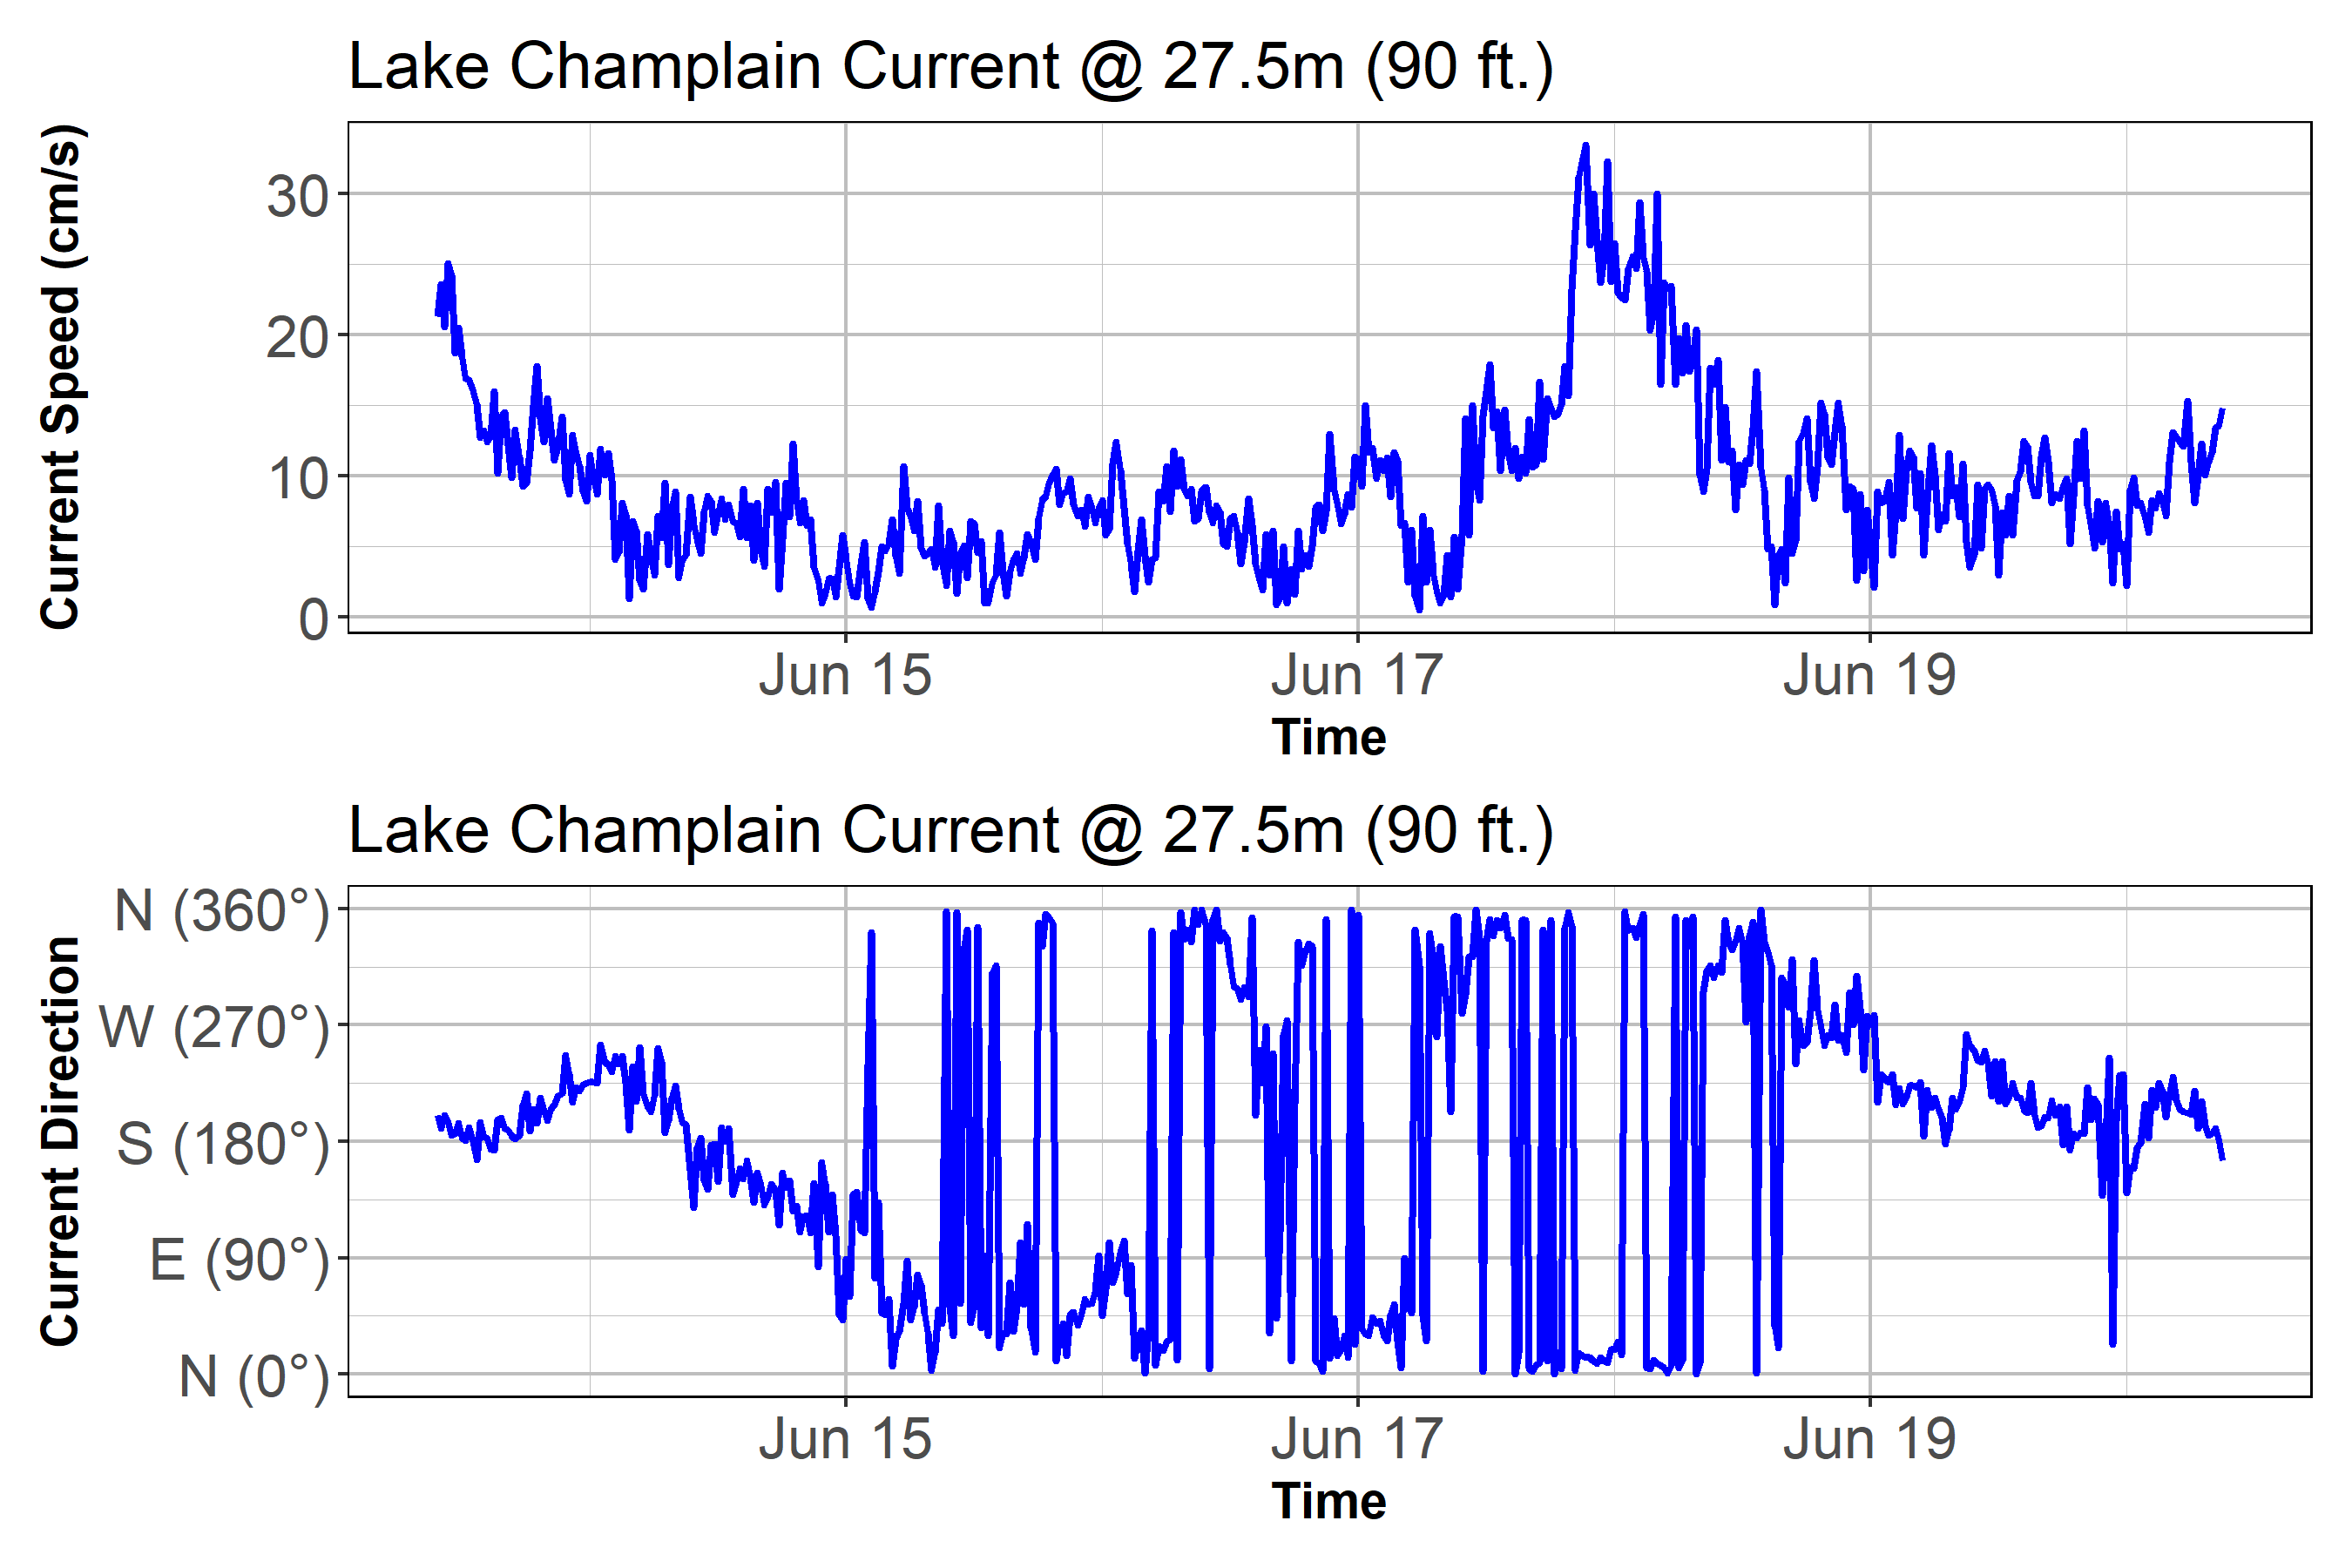 Lake Champlain Current @ 27.5m (90 ft.)
Current Speed (cm/s)
30
20
10
0
Jun 15 Jun 17 Jun 19
Time
Lake Champlain Current @ 27.5m (90 ft.)
Current Direction
N (360°)
W (270°)
S (180°)
E (90°)
N (0°)
Jun 15 Jun 17 Jun 19
Time